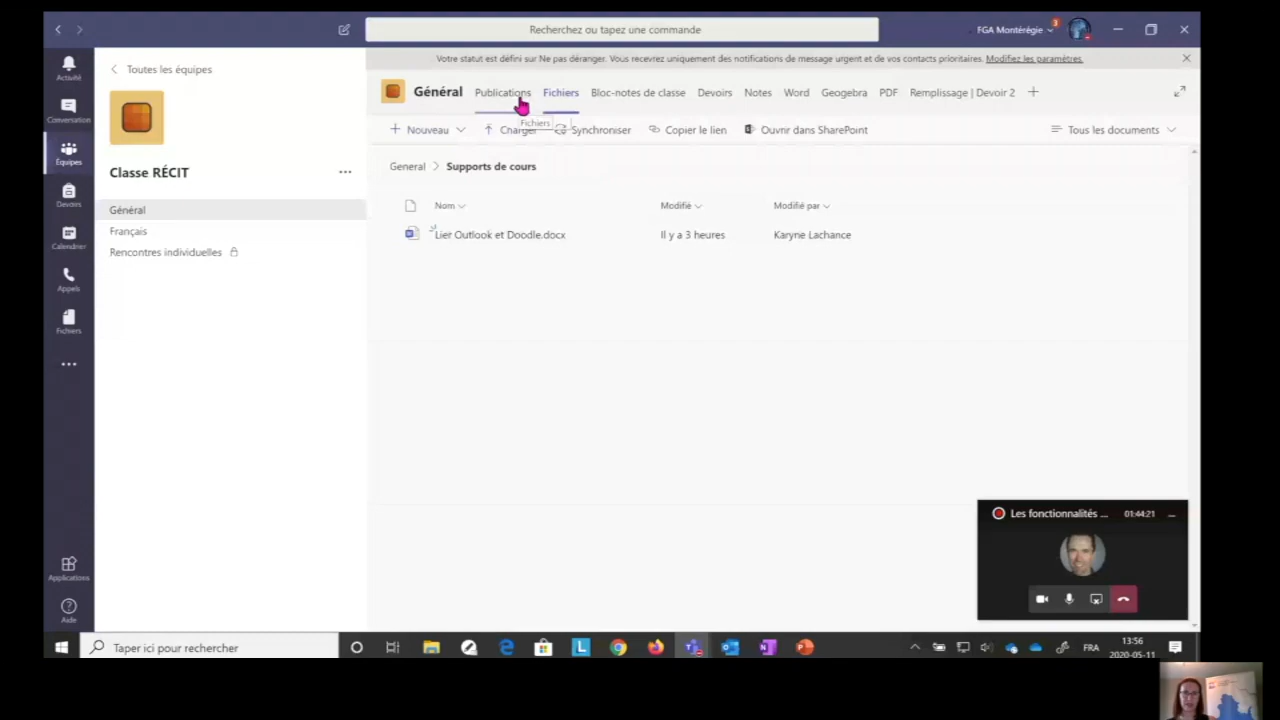 Recherchez ou tapez une commande
FGA Montérégie
3
Votre statut est défini sur Ne pas déranger. Vous recevrez uniquement des notifications de message urgent et de vos contacts prioritaires. Modifiez les paramètres.
Activité
Conversation
Équipes
Devoirs
Calendrier
Appels
Fichiers
Applications
Aide
Toutes les équipes
Classe RÉCIT
Général
Français
Rencontres individuelles
Général Publications Fichiers Bloc-notes de classe Devoirs Notes Word Geogebra PDF Remplissage | Devoir 2
Fichiers
Nouveau Charger Synchroniser Copier le lien Ouvrir dans SharePoint Tous les documents
General > Supports de cours
Nom Modifié Modifié par
Lier Outlook et Doodle.docx Il y a 3 heures Karyne Lachance
Les fonctionnalités ... 01:44:21
Taper ici pour rechercher
FRA
13:56
2020-05-11